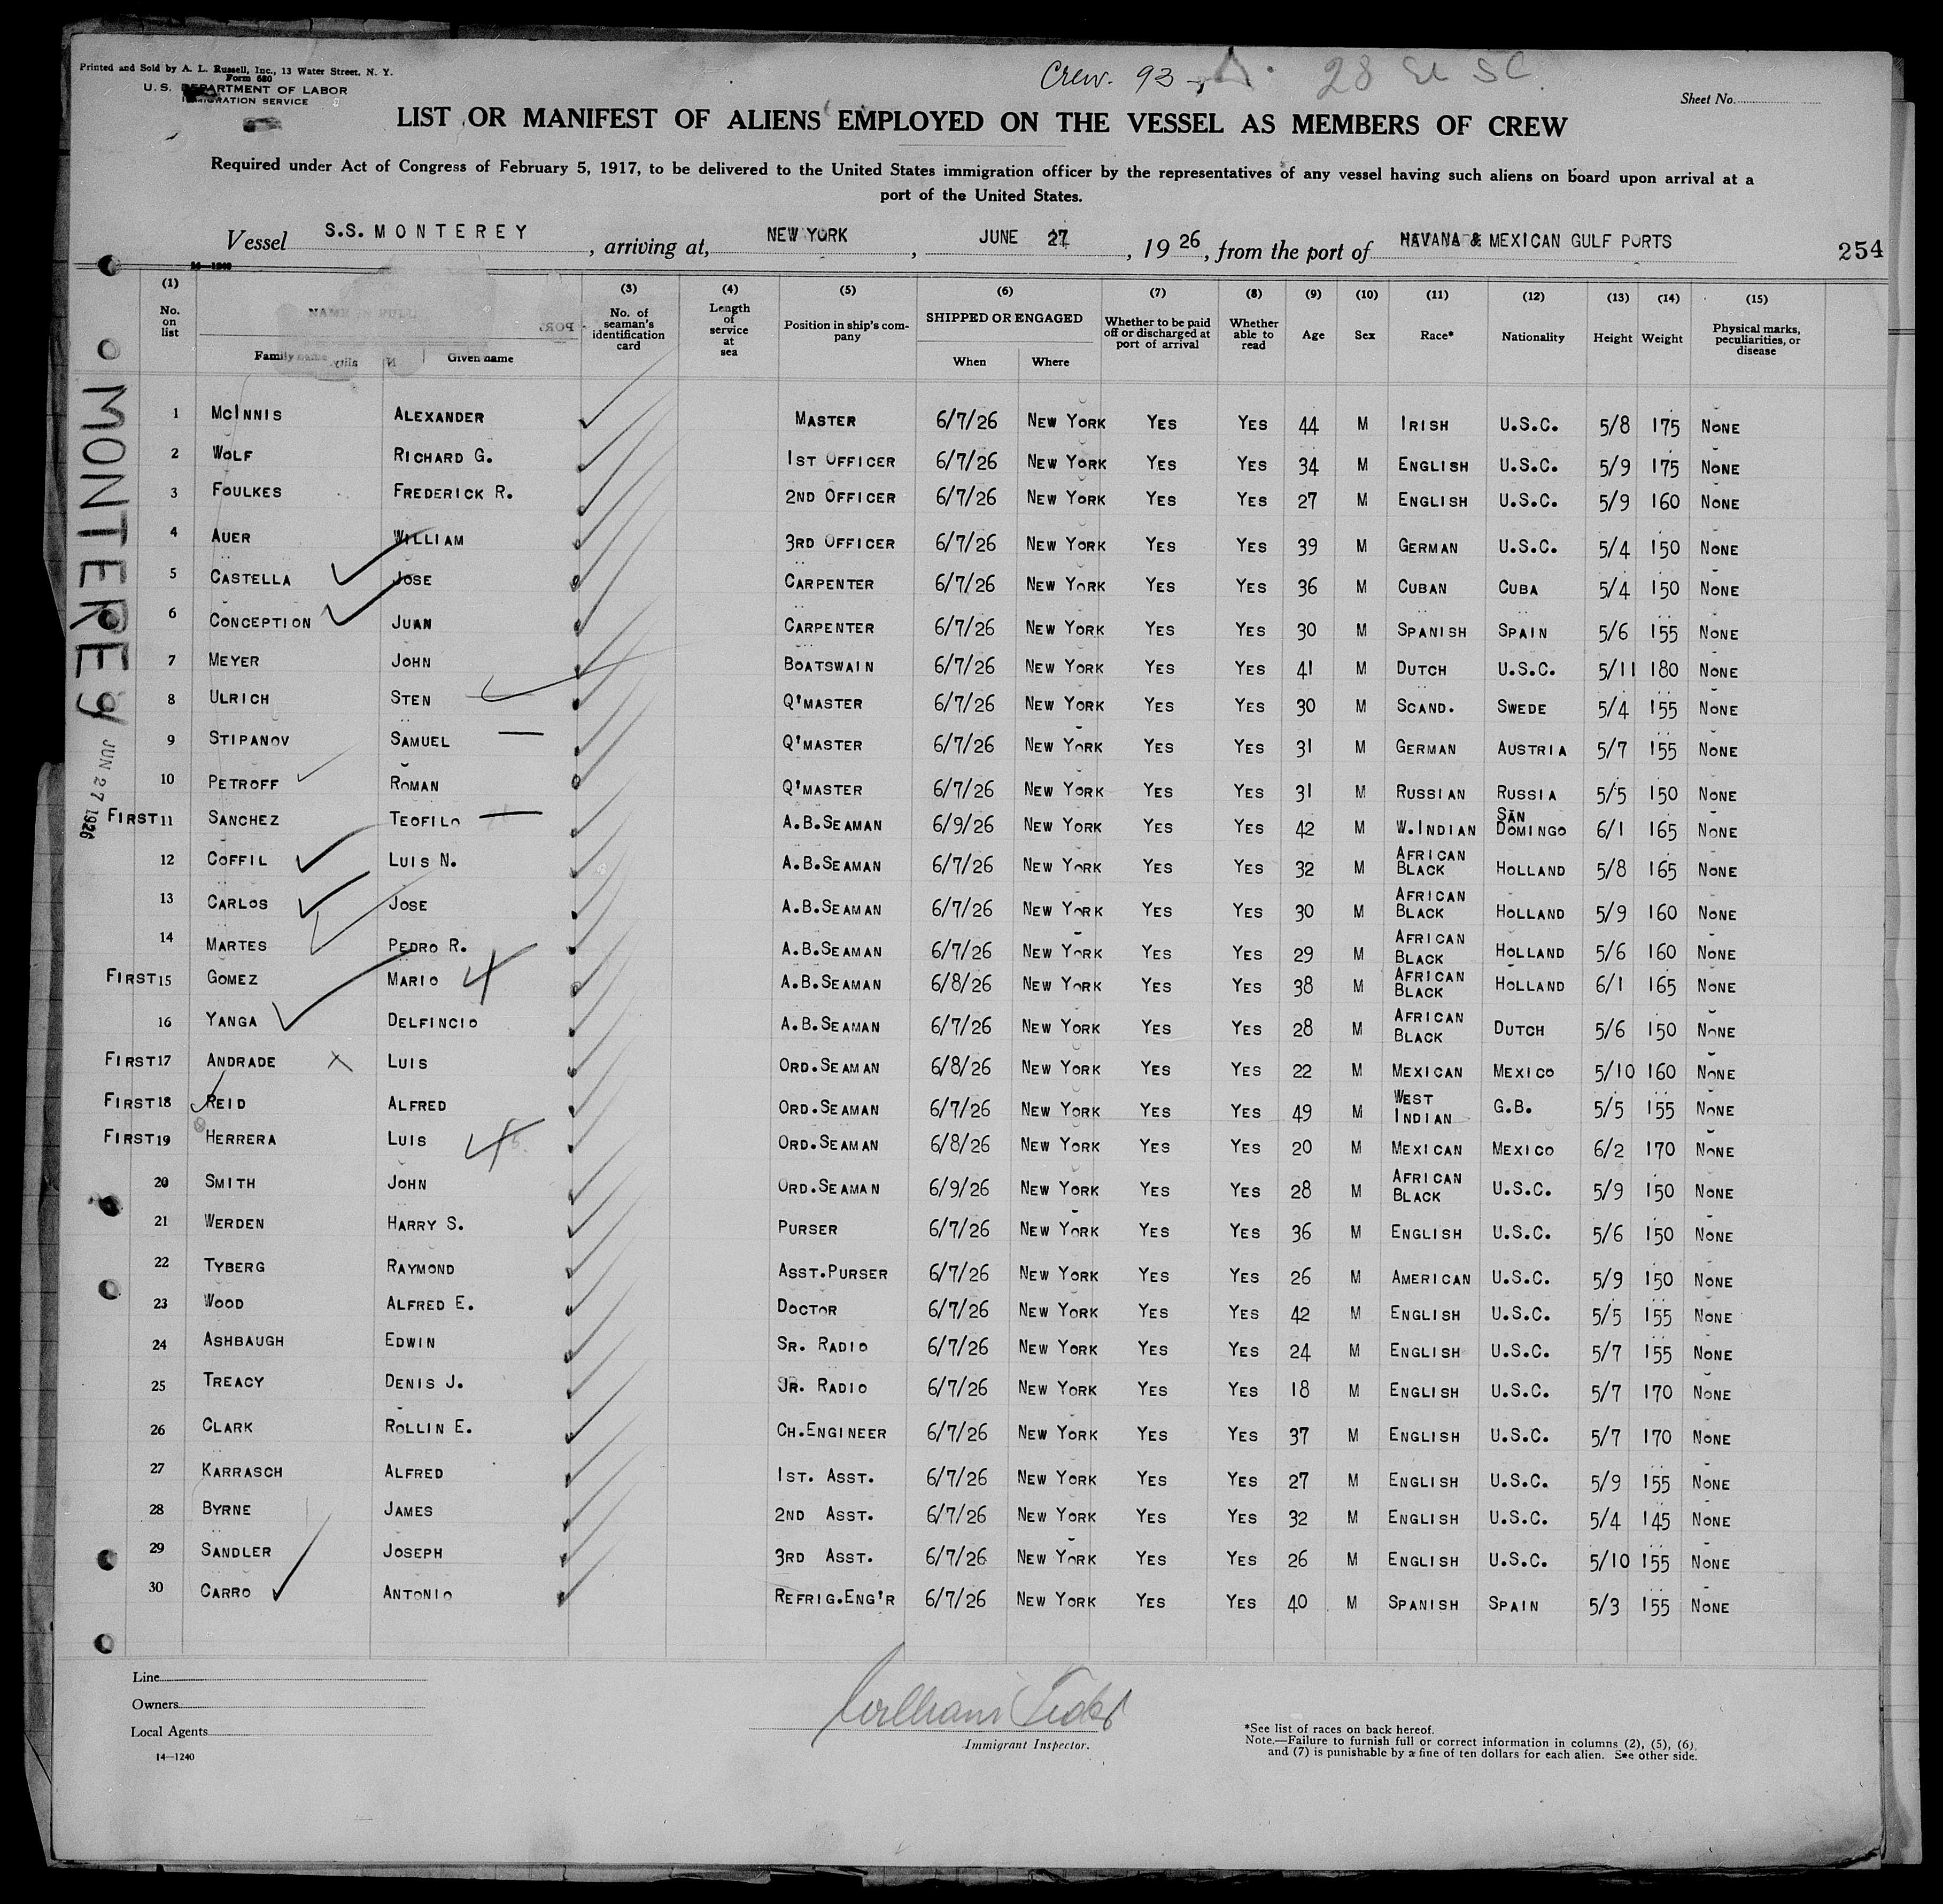 Printed and Sold by A. L. Russell, Inc., 13 Water Street, N. Y.
Form 680
U. S. DEPARTMENT OF LABOR
IMMIGRATION SERVICE
Crew. 93
28
Sheet No.
LIST OR MANIFEST OF ALIENS EMPLOYED ON THE VESSEL AS MEMBERS OF CREW
Required under Act of Congress of February 5, 1917, to be delivered to the United States immigration officer by the representatives of any vessel having such aliens on board upon arrival at a
port of the United States.
Vessel S.S. MONTEREY, arriving at, NEW YORK, JUNE 27, 1926, from the port of HAVANA & MEXICAN GULF PORTS 254
14-1240
(1) No. on list NAME IN FULL Family name Given name (3) No. of seaman's identification card (4) Length of service at sea (5) Position in ship's company (6) SHIPPED OR ENGAGED When Where (7) Whether to be paid off or discharged at port of arrival (8) Whether able to read (9) Age (10) Sex (11) Race* (12) Nationality (13) Height (14) Weight (15) Physical marks, peculiarities, or disease
MONTEREy
JUN 27 1926
1 McInnis Alexander Master 6/7/26 New York Yes Yes 44 M Irish U.S.C. 5/8 175 None
2 Wolf Richard G. 1st Officer 6/7/26 New York Yes Yes 34 M English U.S.C. 5/9 175 None
3 Foulkes Frederick R. 2nd Officer 6/7/26 New York Yes Yes 27 M English U.S.C. 5/9 160 None
4 Auer William 3rd Officer 6/7/26 New York Yes Yes 39 M German U.S.C. 5/4 150 None
5 Castella Jose Carpenter 6/7/26 New York Yes Yes 36 M Cuban Cuba 5/4 150 None
6 Conception Juan Carpenter 6/7/26 New York Yes Yes 30 M Spanish Spain 5/6 155 None
7 Meyer John Boatswain 6/7/26 New York Yes Yes 41 M Dutch U.S.C. 5/11 180 None
8 Ulrich Sten Q'master 6/7/26 New York Yes Yes 30 M Scand. Swede 5/4 155 None
9 Stipanov Samuel Q'master 6/7/26 New York Yes Yes 31 M German Austria 5/7 155 None
10 Petroff Roman Q'master 6/7/26 New York Yes Yes 31 M Russian Russia 5/5 150 None
First 11 Sanchez Teofilo A.B.Seaman 6/9/26 New York Yes Yes 42 M W.Indian San Domingo 6/1 165 None
12 Coffil Luis N. A.B.Seaman 6/7/26 New York Yes Yes 32 M African Black Holland 5/8 165 None
13 Carlos Jose A.B.Seaman 6/7/26 New York Yes Yes 30 M African Black Holland 5/9 160 None
14 Martes Pedro R. A.B.Seaman 6/7/26 New York Yes Yes 29 M African Black Holland 5/6 160 None
First 15 Gomez Mario A.B.Seaman 6/8/26 New York Yes Yes 38 M African Black Holland 6/1 165 None
16 Yanga Delfincio A.B.Seaman 6/7/26 New York Yes Yes 28 M African Black Dutch 5/6 150 None
First 17 Andrade Luis Ord.Seaman 6/8/26 New York Yes Yes 22 M Mexican Mexico 5/10 160 None
First 18 Reid Alfred Ord.Seaman 6/7/26 New York Yes Yes 49 M West Indian G.B. 5/5 155 None
First 19 Herrera Luis Ord.Seaman 6/8/26 New York Yes Yes 20 M Mexican Mexico 6/2 170 None
20 Smith John Ord.Seaman 6/9/26 New York Yes Yes 28 M African Black U.S.C. 5/9 150 None
21 Werden Harry S. Purser 6/7/26 New York Yes Yes 36 M English U.S.C. 5/6 150 None
22 Tyberg Raymond Asst.Purser 6/7/26 New York Yes Yes 26 M American U.S.C. 5/9 150 None
23 Wood Alfred E. Doctor 6/7/26 New York Yes Yes 42 M English U.S.C. 5/5 155 None
24 Ashbaugh Edwin Sr. Radio 6/7/26 New York Yes Yes 24 M English U.S.C. 5/7 155 None
25 Treacy Denis J. Jr. Radio 6/7/26 New York Yes Yes 18 M English U.S.C. 5/7 170 None
26 Clark Rollin E. Ch.Engineer 6/7/26 New York Yes Yes 37 M English U.S.C. 5/7 170 None
27 Karrasch Alfred 1st. Asst. 6/7/26 New York Yes Yes 27 M English U.S.C. 5/9 155 None
28 Byrne James 2nd Asst. 6/7/26 New York Yes Yes 32 M English U.S.C. 5/4 145 None
29 Sandler Joseph 3rd Asst. 6/7/26 New York Yes Yes 26 M English U.S.C. 5/10 155 None
30 Carro Antonio Refrig.Eng'r 6/7/26 New York Yes Yes 40 M Spanish Spain 5/3 155 None
Line
Owners
Local Agents
14—1240
William
Immigrant Inspector.
*See list of races on back hereof.
Note.—Failure to furnish full or correct information in columns (2), (5), (6),
and (7) is punishable by a fine of ten dollars for each alien. See other side.